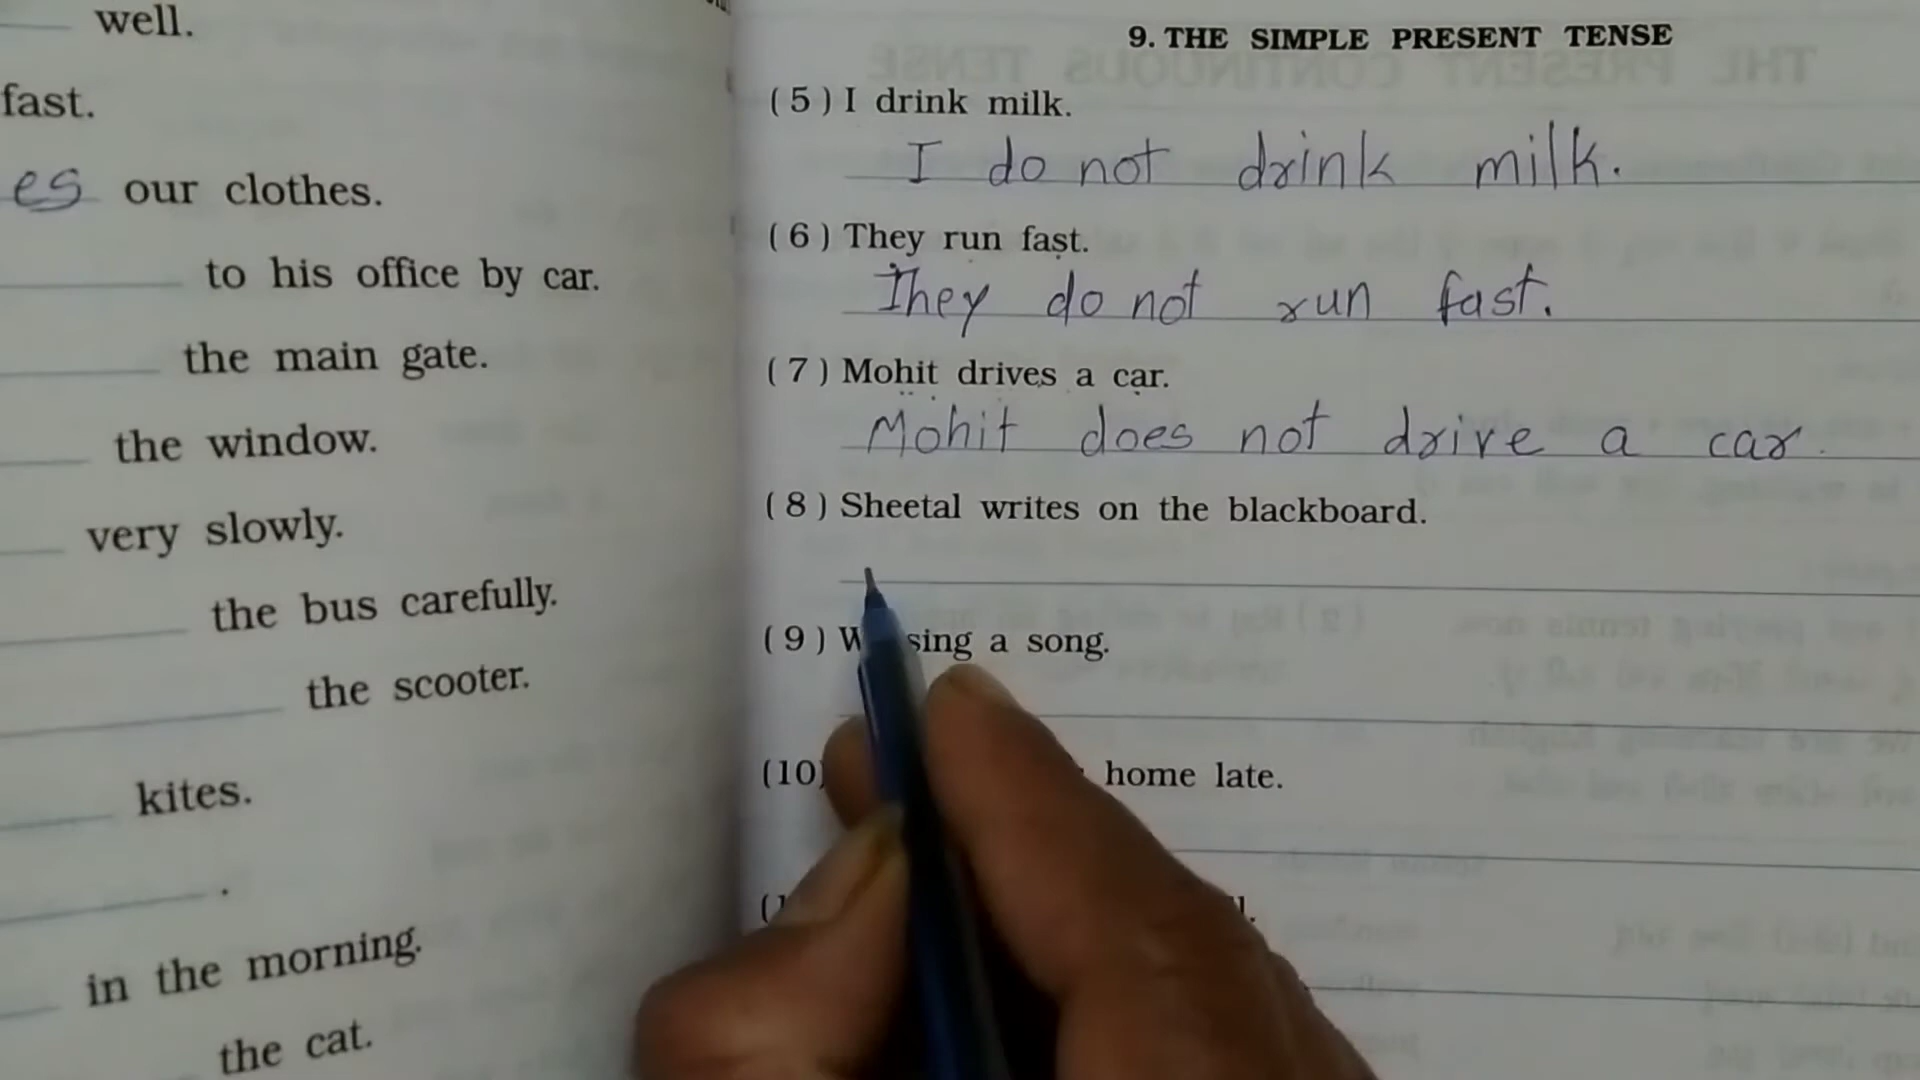 well.
fast.
es our clothes.
to his office by car.
the main gate.
the window.
very slowly.
the bus carefully.
the scooter.
kites.
.
in the morning.
the cat.
9. THE SIMPLE PRESENT TENSE
(5) I drink milk.
I do not drink milk.
(6) They run fast.
They do not run fast.
(7) Mohit drives a car.
Mohit does not drive a car.
(8) Sheetal writes on the blackboard.
(9) sing a song.
(10) home late.